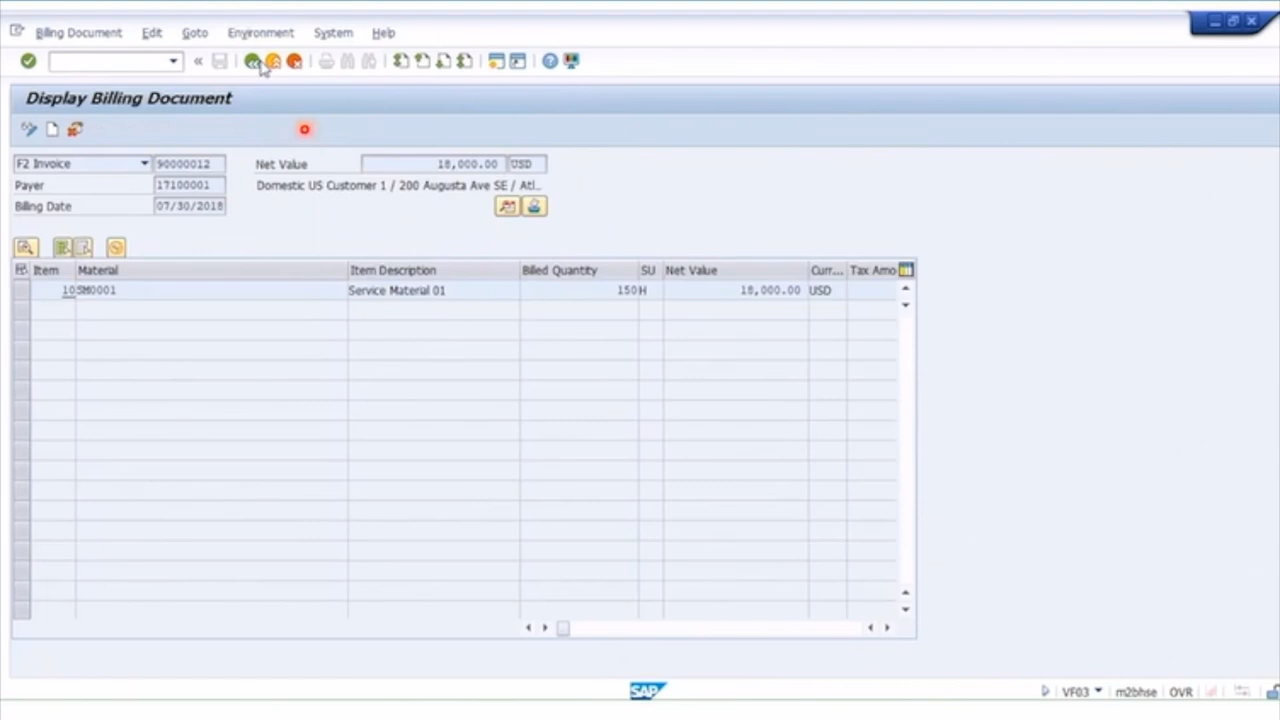 Billing Document Edit Goto Environment System Help
Display Billing Document
F2 Invoice 90000012 Net Value 18,000.00 USD
Payer 17100001 Domestic US Customer 1 / 200 Augusta Ave SE / Atl..
Billing Date 07/30/2018
Item Material Item Description Billed Quantity SU Net Value Curr... Tax Amo
10 SM0001 Service Material 01 150 H 18,000.00 USD
SAP
VF03 m2bhse OVR